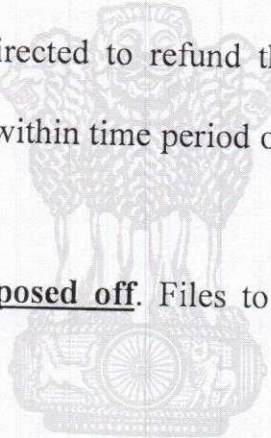 irected to refund th
within time period o
posed off. Files to